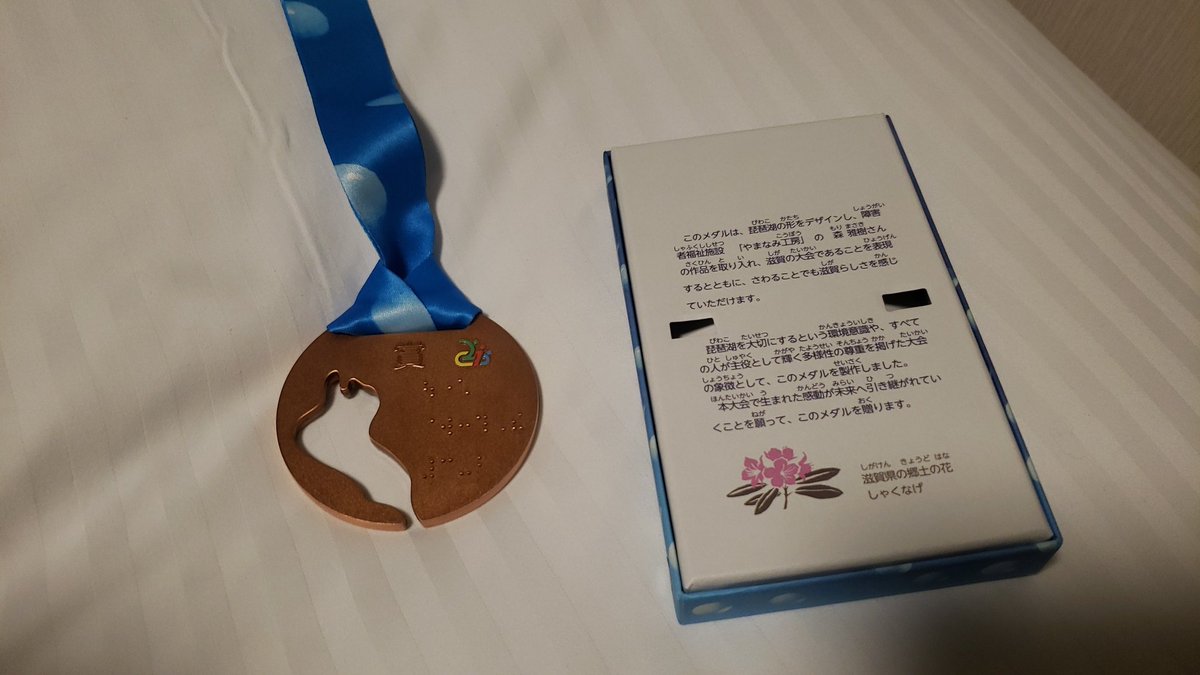 このメダルは、琵琶湖の形をデザインし、障害
者福祉施設 「やまなみ工房」の 森 雅樹さん
の作品を取り入れ、滋賀の大会であることを表現
するとともに、さわることでも滋賀らしさを感じ
ていただけます。
琵琶湖を大切にするという環境意識や、すべて
の人が主役として輝く多様性の尊重を掲げた大会
の象徴として、このメダルを製作しました。
本大会で生まれた感動が未来へ引き継がれてい
くことを願って、このメダルを贈ります。
滋賀県の郷土の花
しゃくなげ